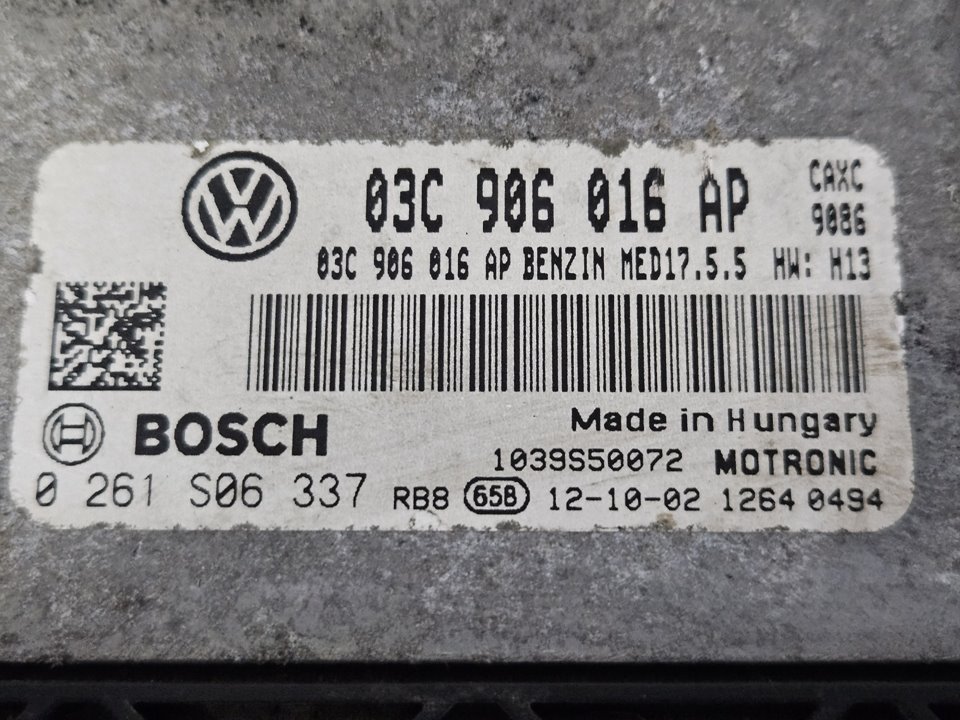 03C 906 016 AP CAXC
9086
03C 906 016 AP BENZIN MED17.5.5 HW: H13
Made in Hungary
BOSCH
1039S50072 MOTRONIC
0 261 S06 337 RB8 65B 12-10-02 1264 0494